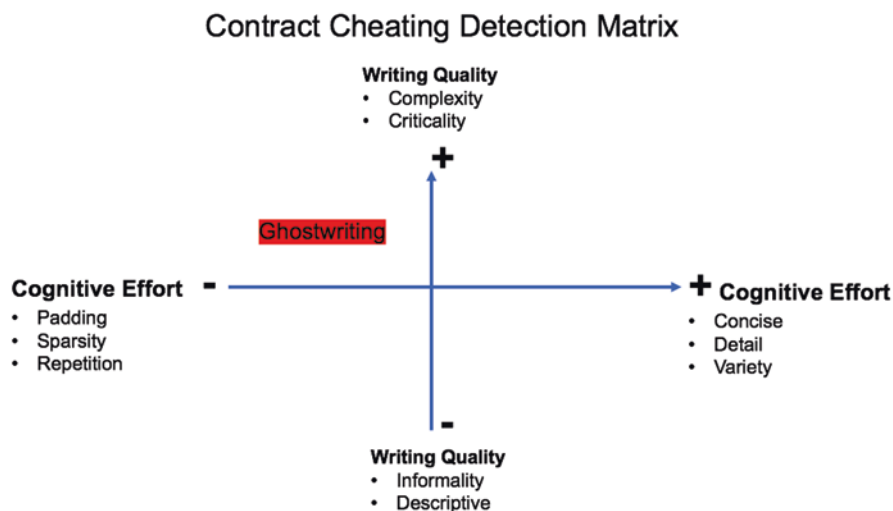 Contract Cheating Detection Matrix
Writing Quality
• Complexity
• Criticality
+
Ghostwriting
Cognitive Effort -
• Padding
• Sparsity
• Repetition
+ Cognitive Effort
• Concise
• Detail
• Variety
-
Writing Quality
• Informality
• Descriptive